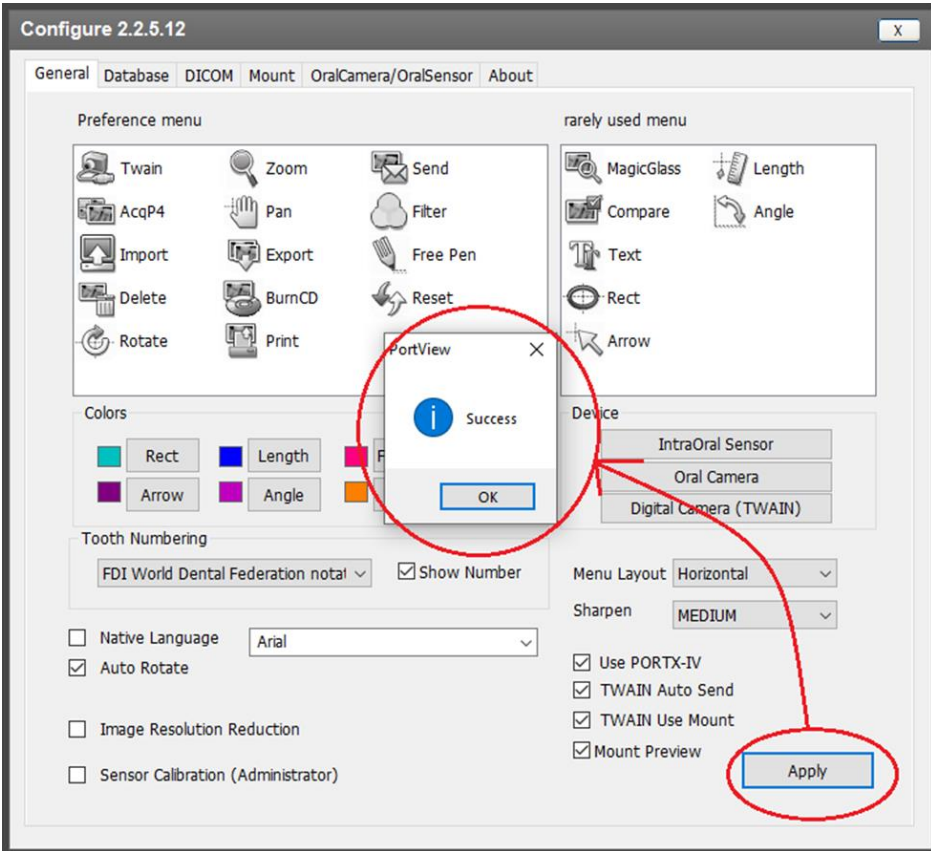 Configure 2.2.5.12
X
General Database DICOM Mount OralCamera/OralSensor About
Preference menu
rarely used menu
Twain Zoom Send
MagicGlass Length
AcqP4 Pan Filter
Compare Angle
Import Export Free Pen
Text
Delete BurnCD Reset
Rect
Rotate Print
Arrow
PortView
Success
OK
Colors
Rect Length F
Arrow Angle
Device
IntraOral Sensor
Oral Camera
Digital Camera (TWAIN)
Tooth Numbering
FDI World Dental Federation notat
Show Number
Menu Layout Horizontal
Sharpen MEDIUM
Native Language Arial
Auto Rotate
Image Resolution Reduction
Sensor Calibration (Administrator)
Use PORTX-IV
TWAIN Auto Send
TWAIN Use Mount
Mount Preview
Apply